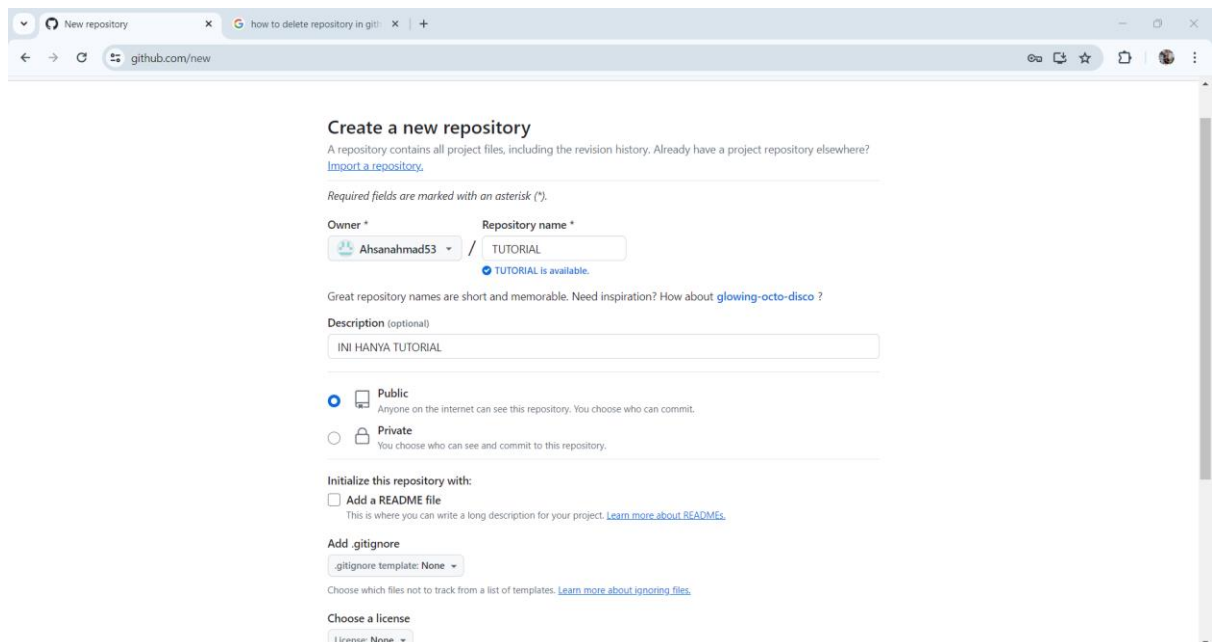 New repository
how to delete repository in gith
github.com/new
Create a new repository
A repository contains all project files, including the revision history. Already have a project repository elsewhere?
Import a repository.
Required fields are marked with an asterisk (*).
Owner * Repository name *
Ahsanahmad53 / TUTORIAL
TUTORIAL is available.
Great repository names are short and memorable. Need inspiration? How about glowing-octo-disco ?
Description (optional)
INI HANYA TUTORIAL
Public
Anyone on the internet can see this repository. You choose who can commit.
Private
You choose who can see and commit to this repository.
Initialize this repository with:
Add a README file
This is where you can write a long description for your project. Learn more about READMEs.
Add .gitignore
.gitignore template: None
Choose which files not to track from a list of templates. Learn more about ignoring files.
Choose a license
License: None